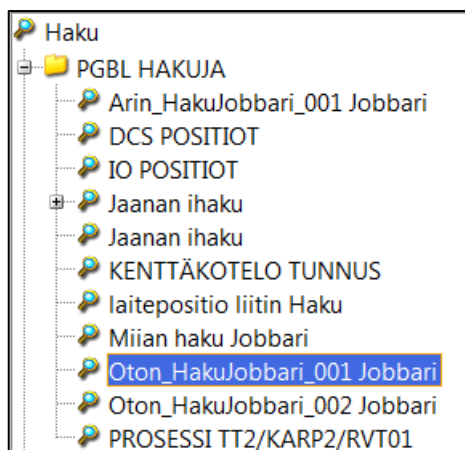 Haku
PGBL HAKUJA
Arin_HakuJobbari_001 Jobbari
DCS POSITIOT
IO POSITIOT
Jaanan ihaku
Jaanan ihaku
KENTTÄKOTELO TUNNUS
laitepositio liitin Haku
Miian haku Jobbari
Oton_HakuJobbari_001 Jobbari
Oton_HakuJobbari_002 Jobbari
PROSESSI TT2/KARP2/RVT01